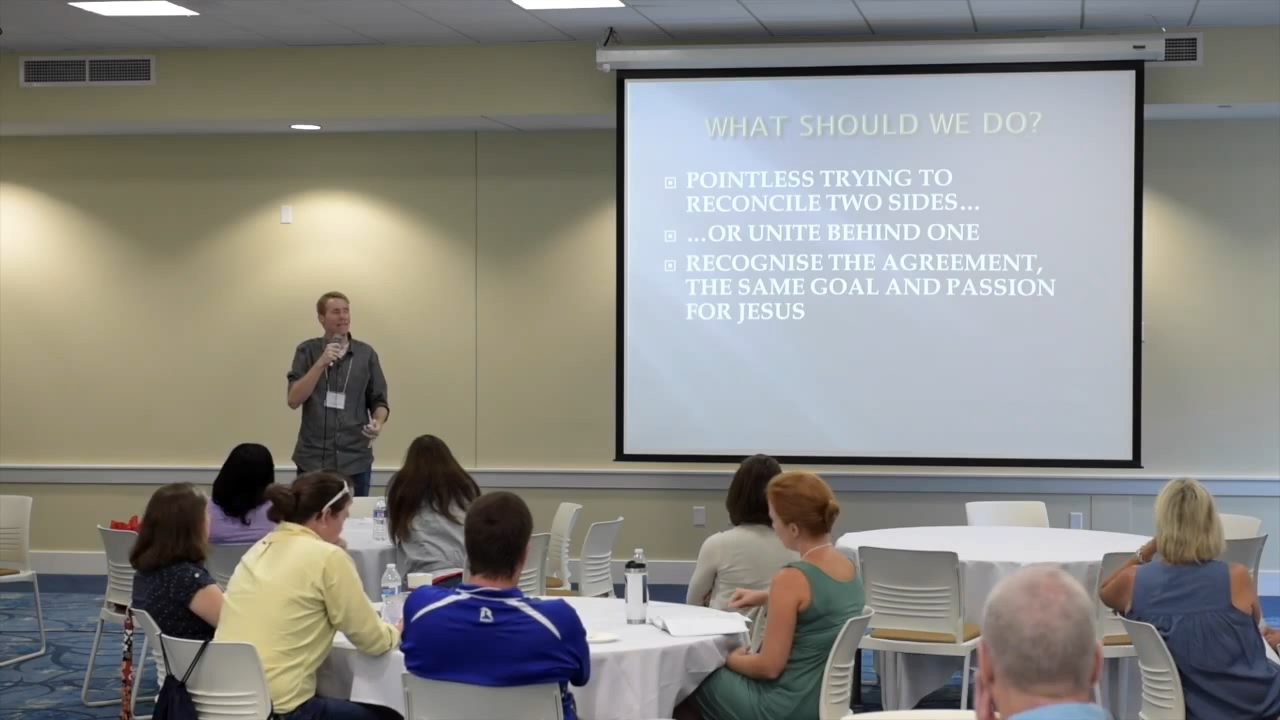 WHAT SHOULD WE DO?
POINTLESS TRYING TO
RECONCILE TWO SIDES...
...OR UNITE BEHIND ONE
RECOGNISE THE AGREEMENT,
THE SAME GOAL AND PASSION
FOR JESUS